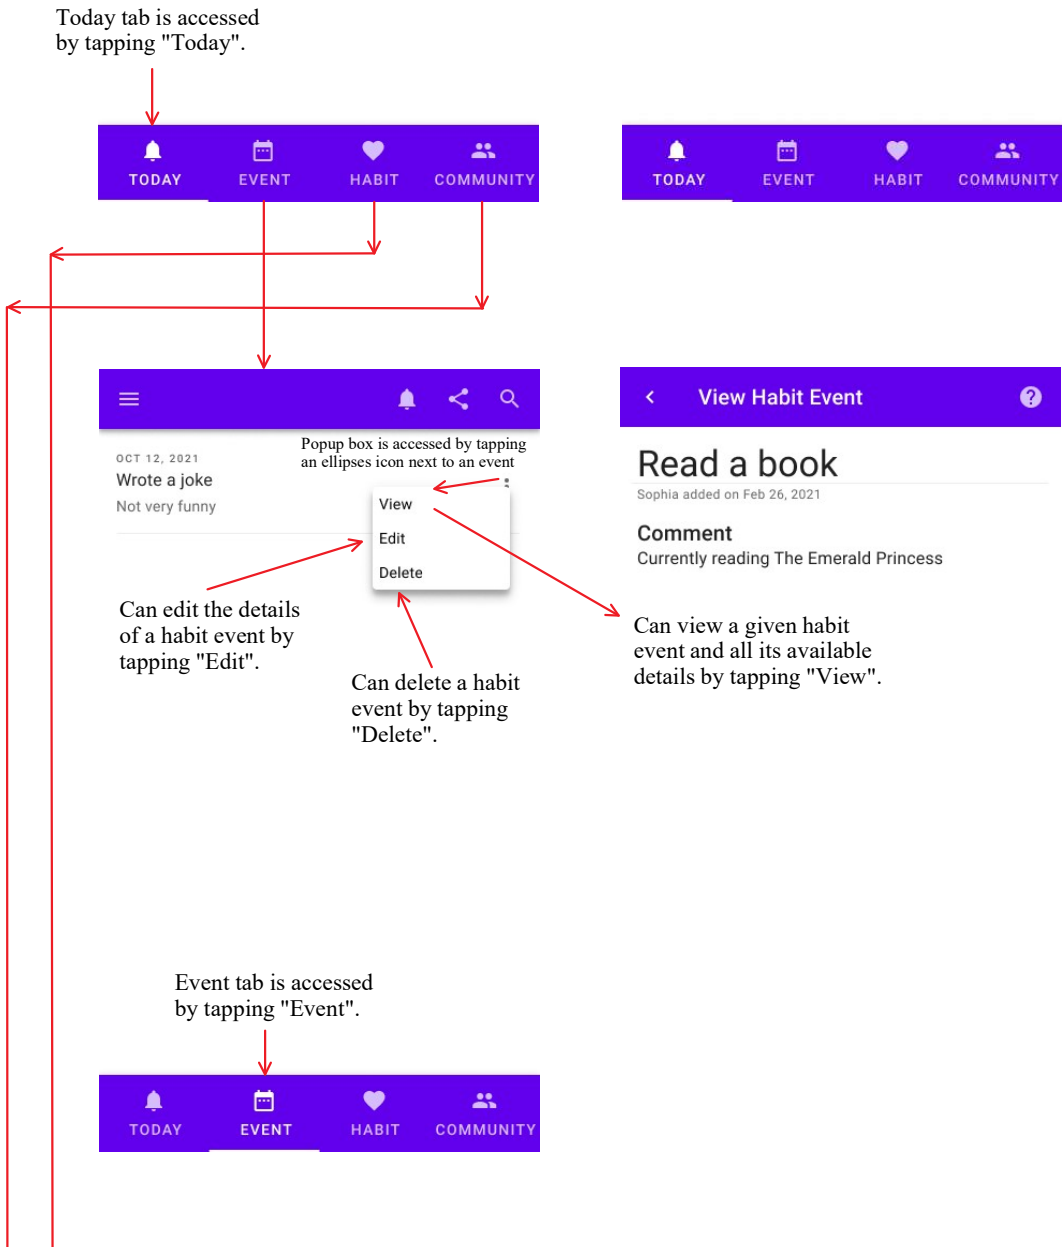 Today tab is accessed
by tapping "Today".
TODAY EVENT HABIT COMMUNITY
TODAY EVENT HABIT COMMUNITY
OCT 12, 2021
Wrote a joke
Not very funny
Popup box is accessed by tapping
an ellipses icon next to an event
View
Edit
Delete
Can edit the details
of a habit event by
tapping "Edit".
Can delete a habit
event by tapping
"Delete".
View Habit Event
Read a book
Sophia added on Feb 26, 2021
Comment
Currently reading The Emerald Princess
Can view a given habit
event and all its available
details by tapping "View".
Event tab is accessed
by tapping "Event".
TODAY EVENT HABIT COMMUNITY